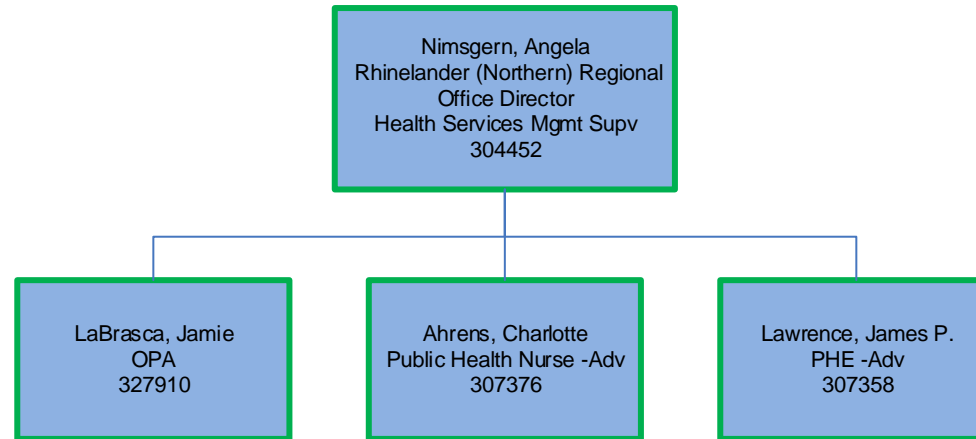 Nimsgern, Angela
Rhinelander (Northern) Regional
Office Director
Health Services Mgmt Supv
304452
LaBrasca, Jamie
OPA
327910
Ahrens, Charlotte
Public Health Nurse -Adv
307376
Lawrence, James P.
PHE -Adv
307358